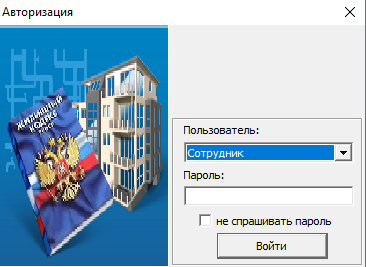 Авторизация
ЖИЛИЩНЫЙ
КОДЕКС
Пользователь:
Сотрудник
Пароль:
не спрашивать пароль
Войти